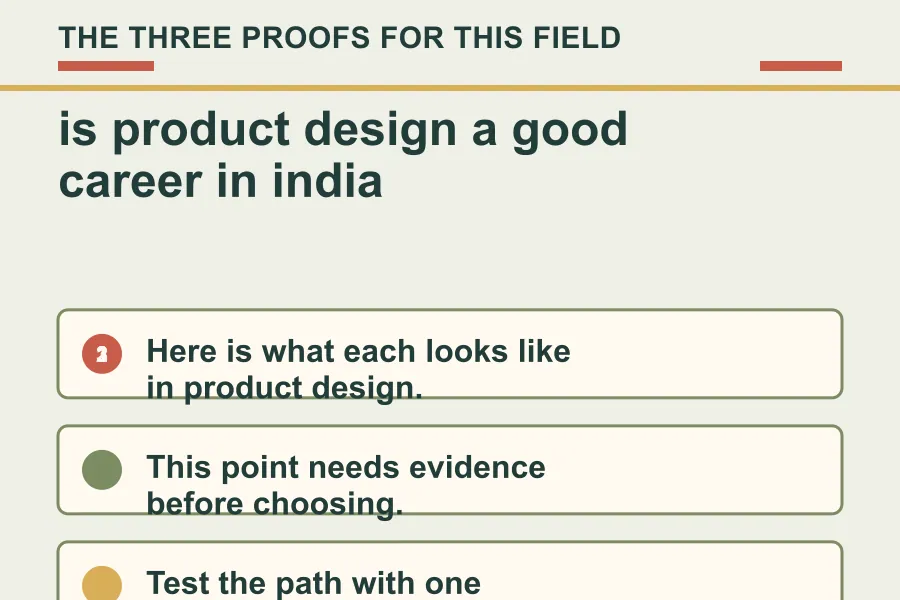 THE THREE PROOFS FOR THIS FIELD
is product design a good
career in india
Here is what each looks like
in product design.
This point needs evidence
before choosing.
Test the path with one